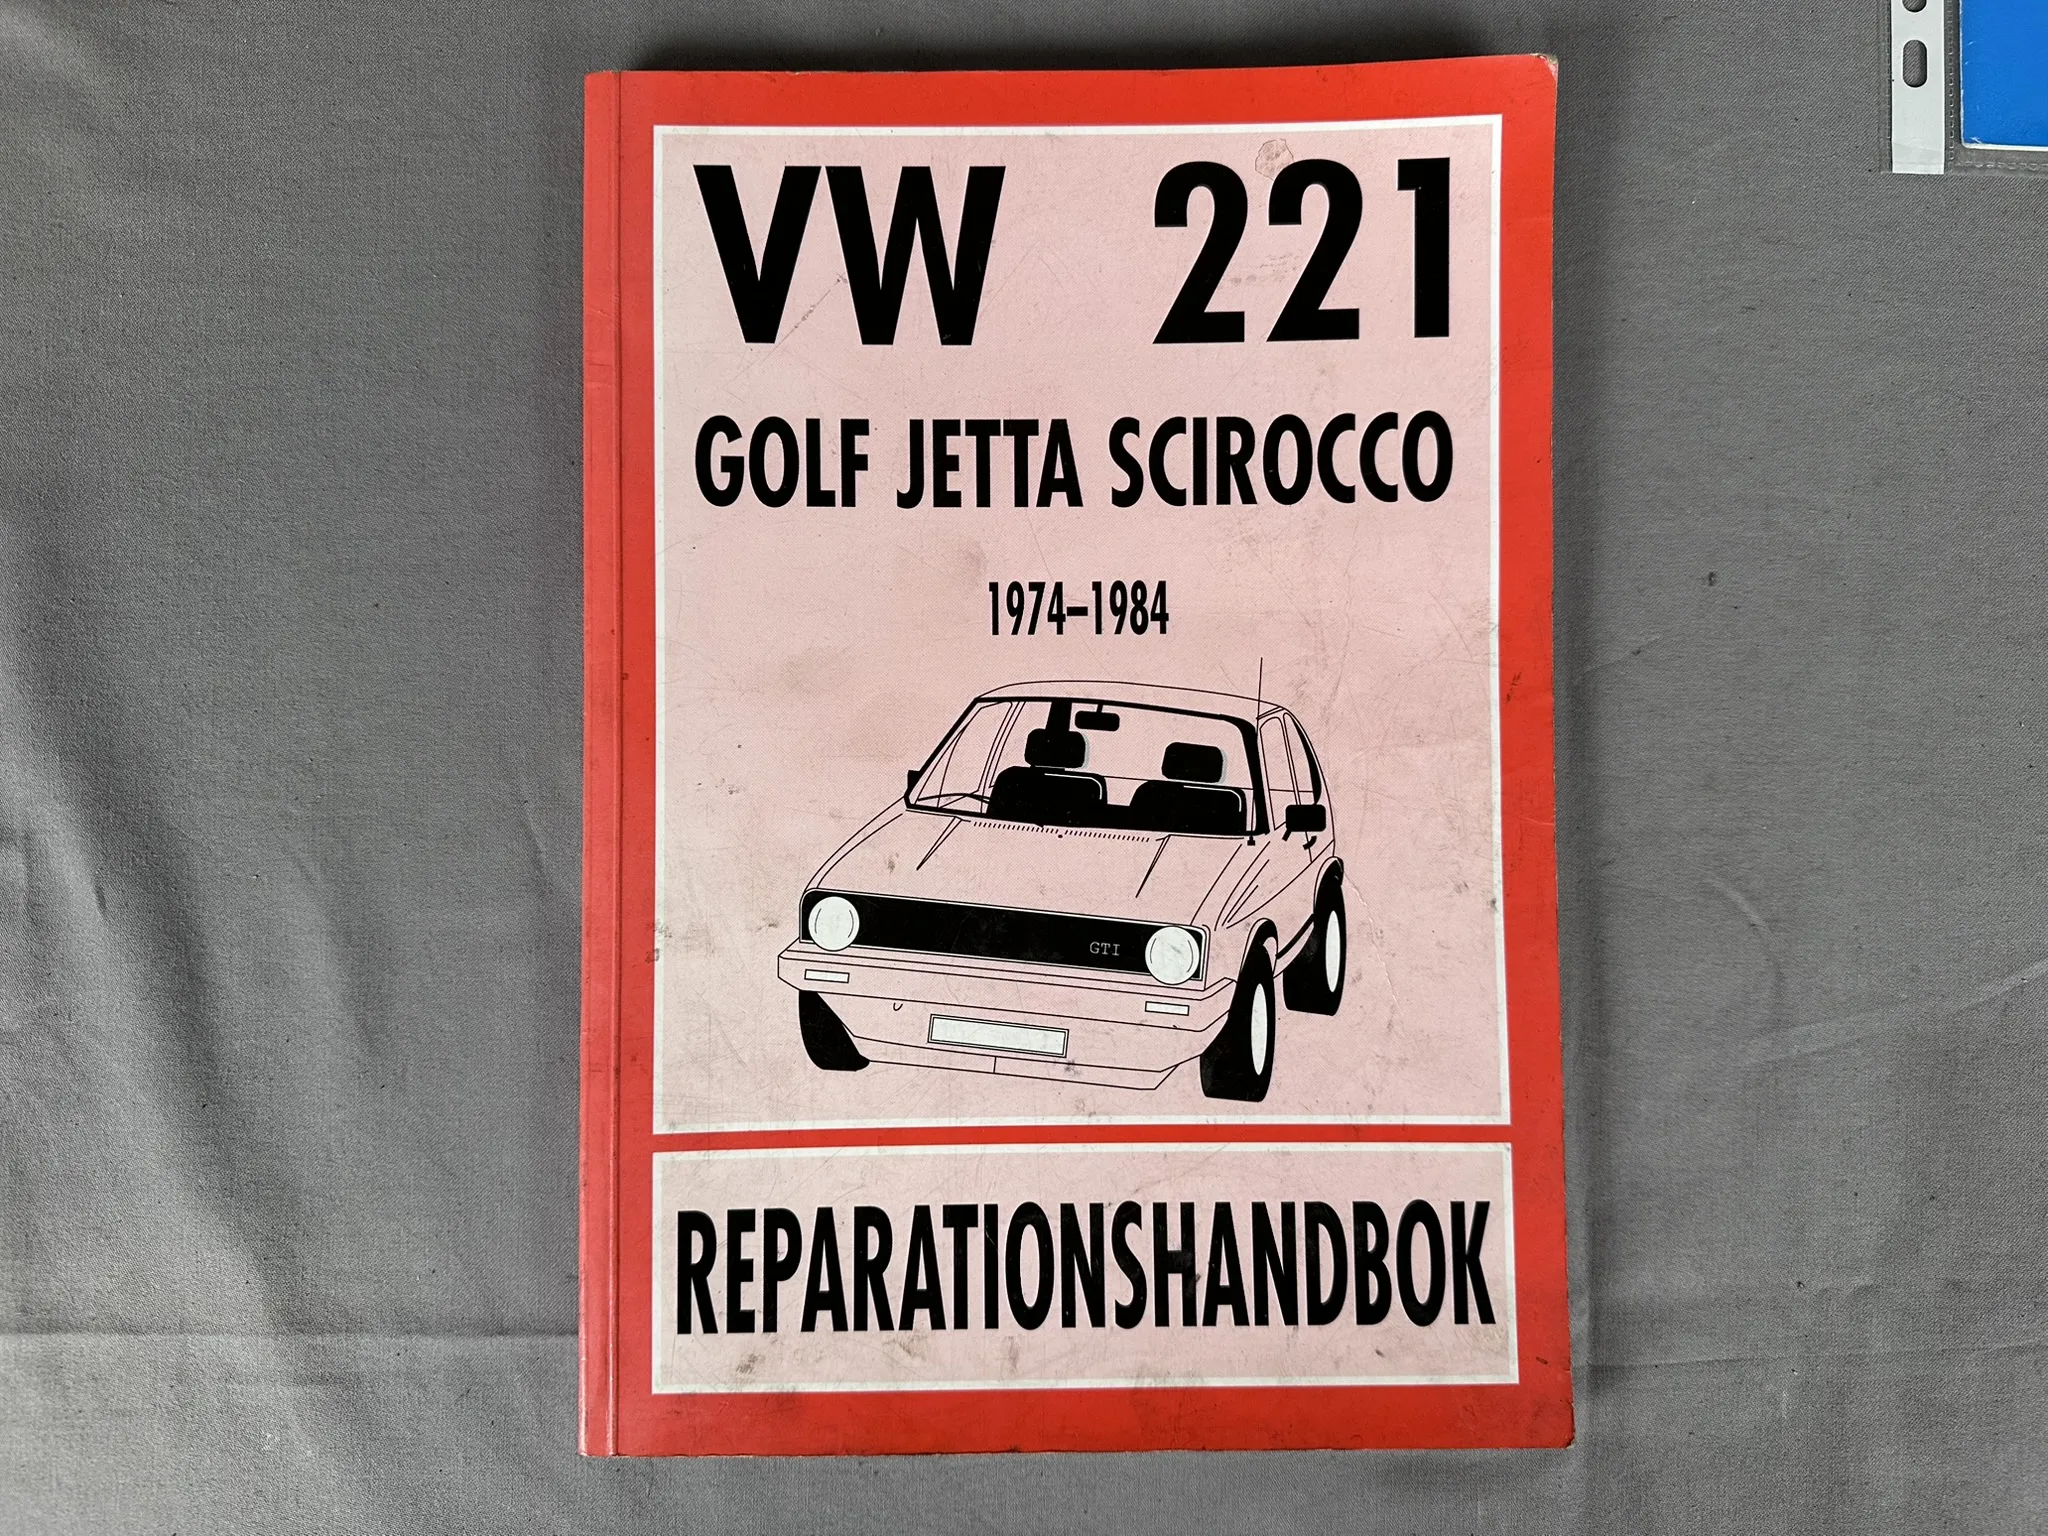 VW 221
GOLF JETTA SCIROCCO
1974–1984
GTI
REPARATIONSHANDBOK